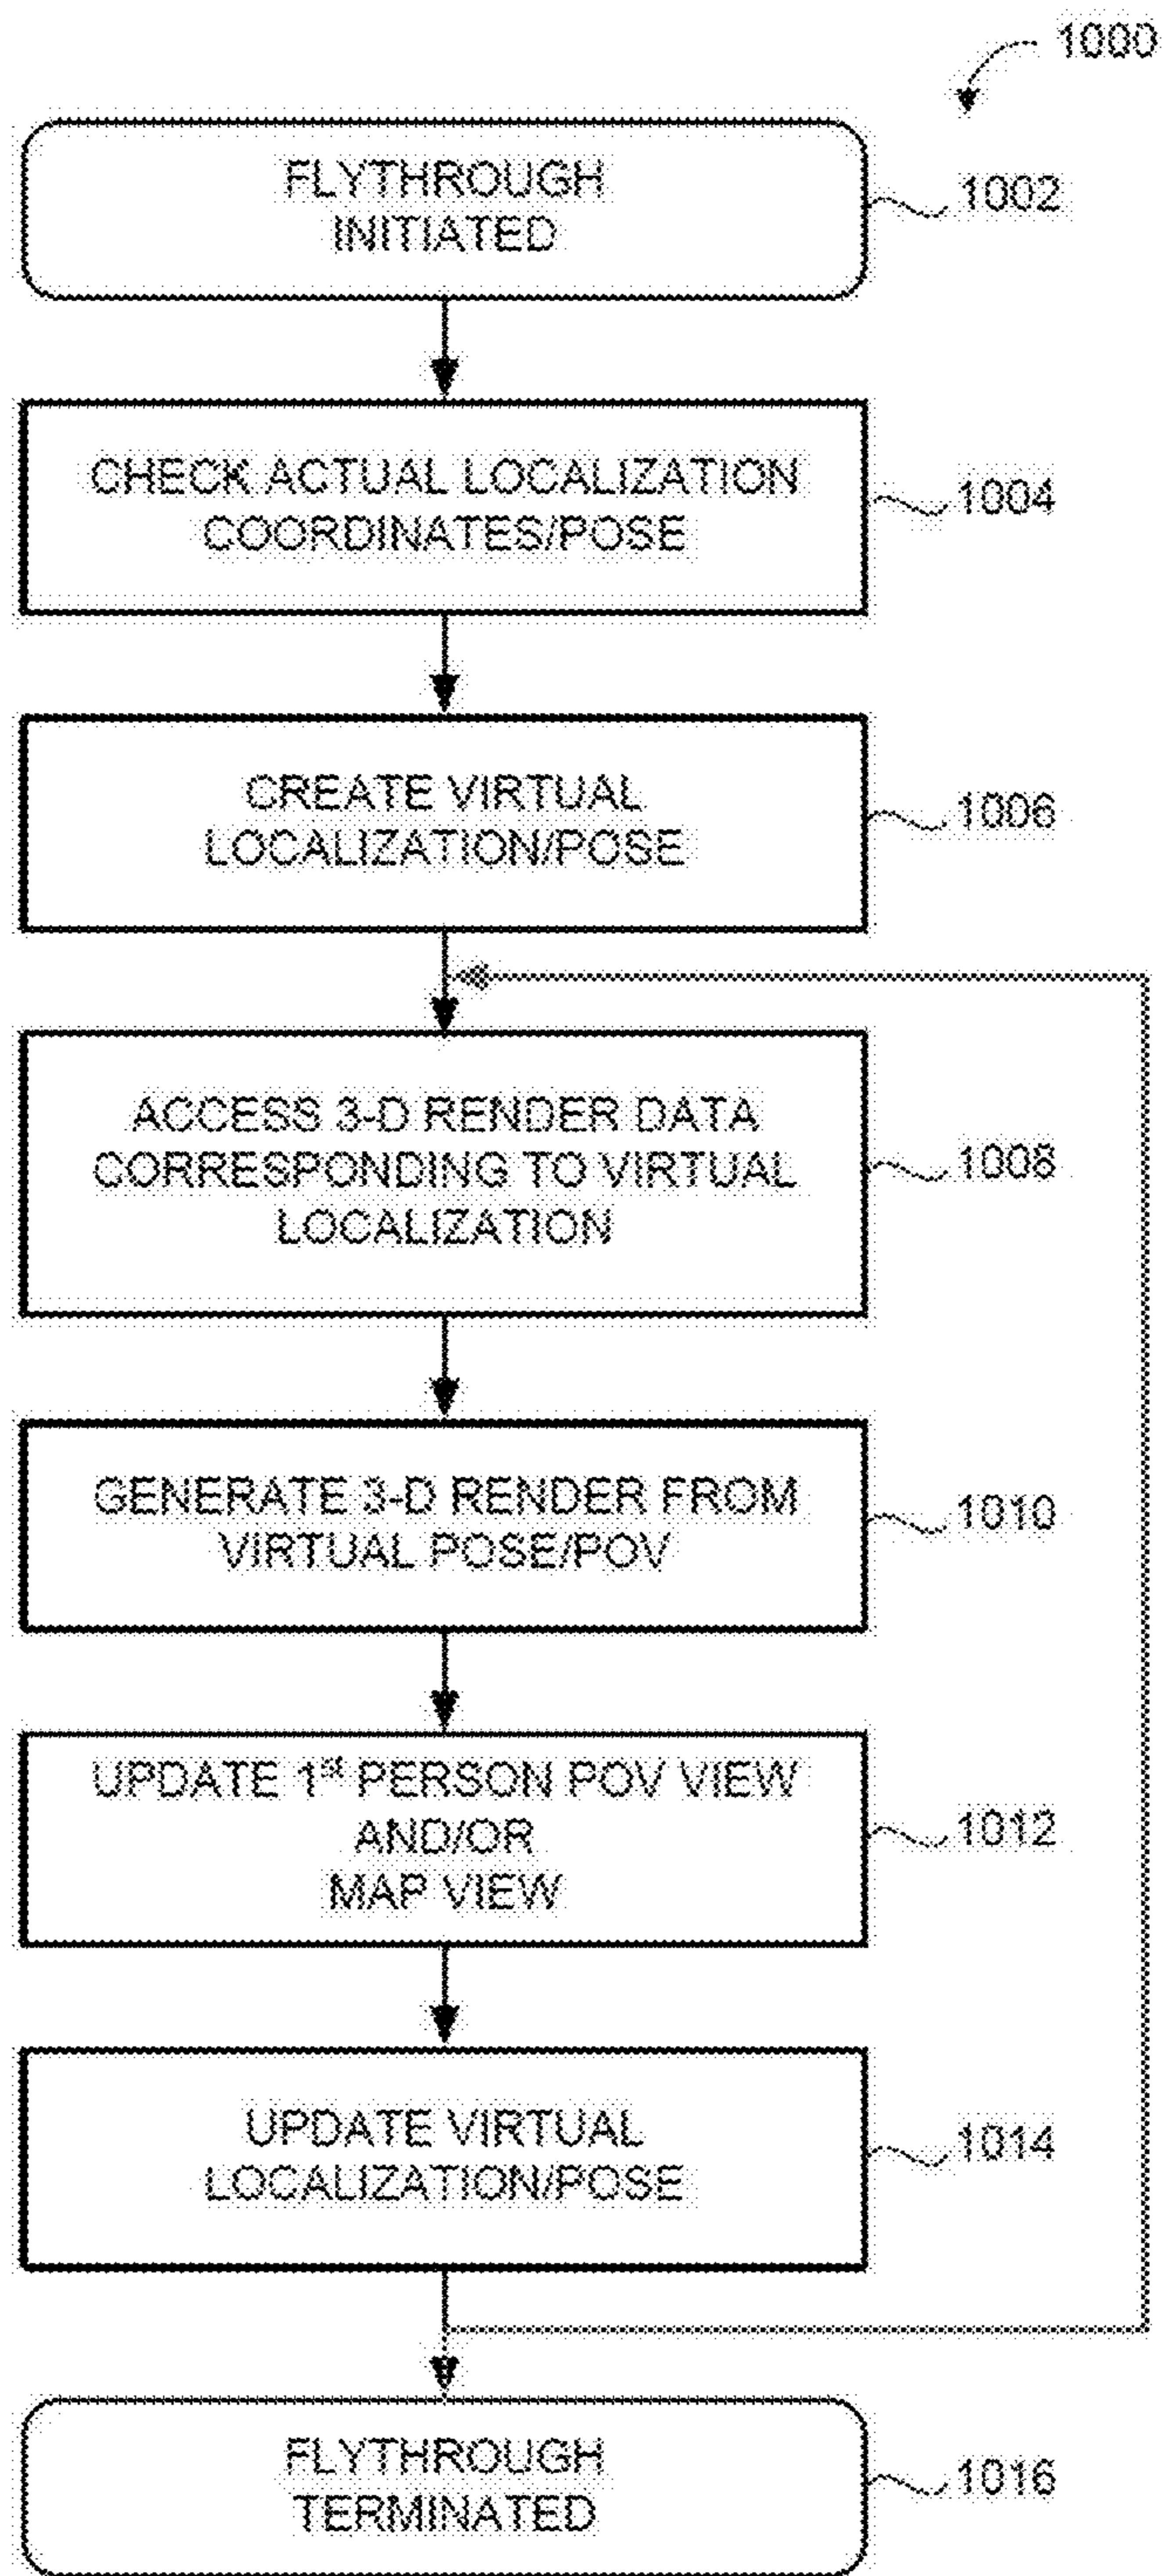 1000
FLYTHROUGH
INITIATED
1002
CHECK ACTUAL LOCALIZATION
COORDINATES/POSE
1004
CREATE VIRTUAL
LOCALIZATION/POSE
1006
ACCESS 3-D RENDER DATA
CORRESPONDING TO VIRTUAL
LOCALIZATION
1008
GENERATE 3-D RENDER FROM
VIRTUAL POSE/POV
1010
UPDATE 1st PERSON POV VIEW
AND/OR
MAP VIEW
1012
UPDATE VIRTUAL
LOCALIZATION/POSE
1014
FLYTHROUGH
TERMINATED
1016